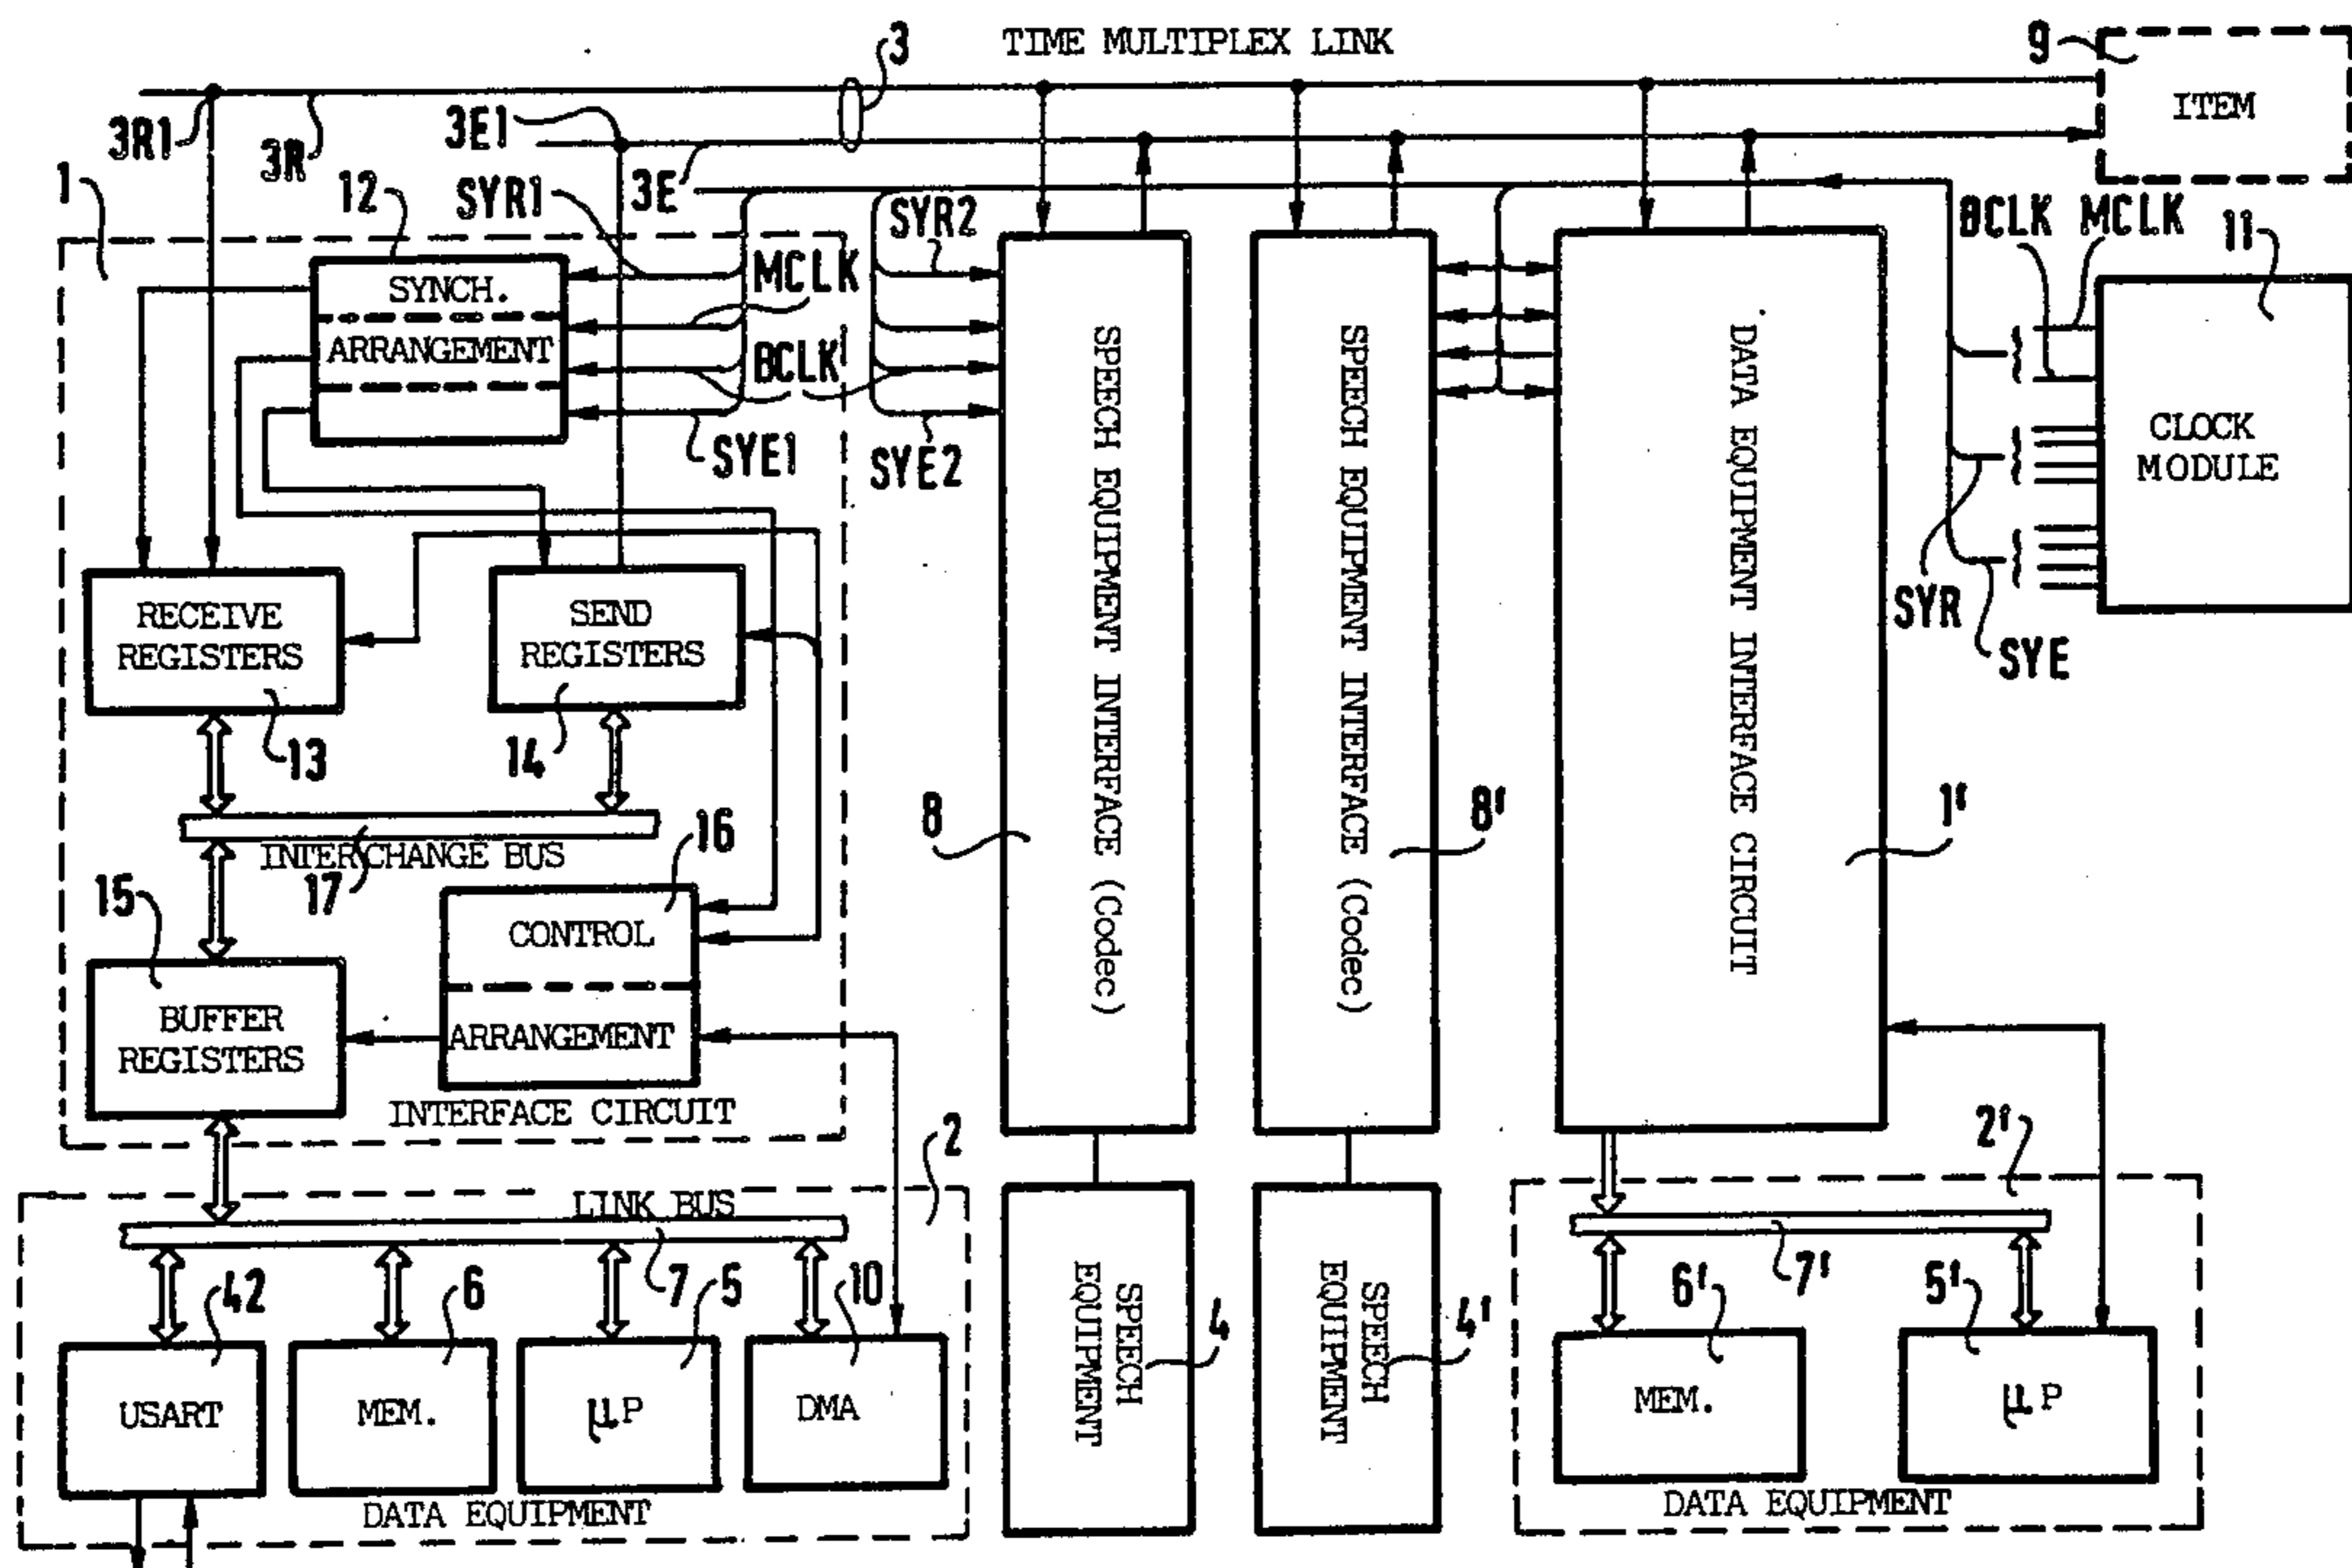 TIME MULTIPLEX LINK
3
9
ITEM
3R1
3R
3E1
3E
1
12
SYR1
SYR2
MCLK
BCLK
SYE1
SYE2
BCLK MCLK
11
SYNCH.
ARRANGEMENT
CLOCK
MODULE
SYR
SYE
RECEIVE
REGISTERS
13
SEND
REGISTERS
14
INTERCHANGE BUS
17
16
15
CONTROL
ARRANGEMENT
BUFFER
REGISTERS
INTERFACE CIRCUIT
SPEECH EQUIPMENT INTERFACE (Codec)
8
SPEECH EQUIPMENT INTERFACE (Codec)
8'
DATA EQUIPMENT INTERFACE CIRCUIT
1'
2
LINK BUS
7
42
6
5
10
USART
MEM.
µP
DMA
DATA EQUIPMENT
SPEECH
EQUIPMENT
4
SPEECH
EQUIPMENT
4'
2'
7'
6'
5'
MEM.
µP
DATA EQUIPMENT